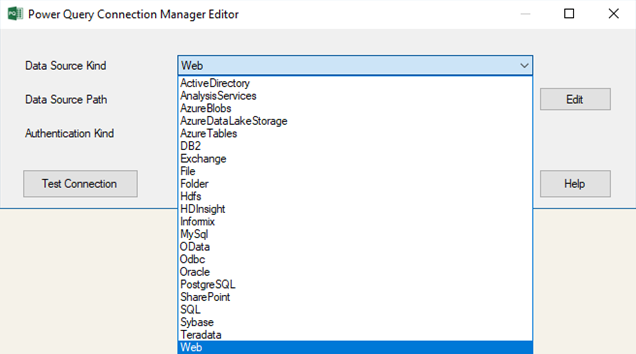 Power Query Connection Manager Editor
Data Source Kind
Web
Data Source Path
Edit
Authentication Kind
Test Connection
Help
ActiveDirectory
AnalysisServices
AzureBlobs
AzureDataLakeStorage
AzureTables
DB2
Exchange
File
Folder
Hdfs
HDInsight
Informix
MySql
OData
Odbc
Oracle
PostgreSQL
SharePoint
SQL
Sybase
Teradata
Web